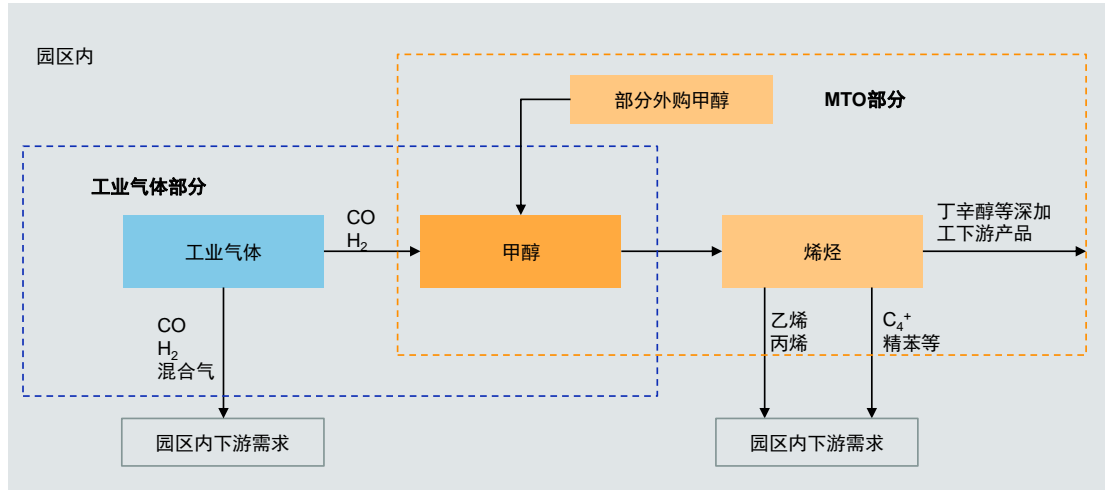 园区内
部分外购甲醇
MTO部分
工业气体部分
工业气体
CO
H₂
甲醇
烯烃
丁辛醇等深加
工下游产品
CO
H₂
混合气
乙烯
丙烯
C₄⁺
精苯等
园区内下游需求
园区内下游需求